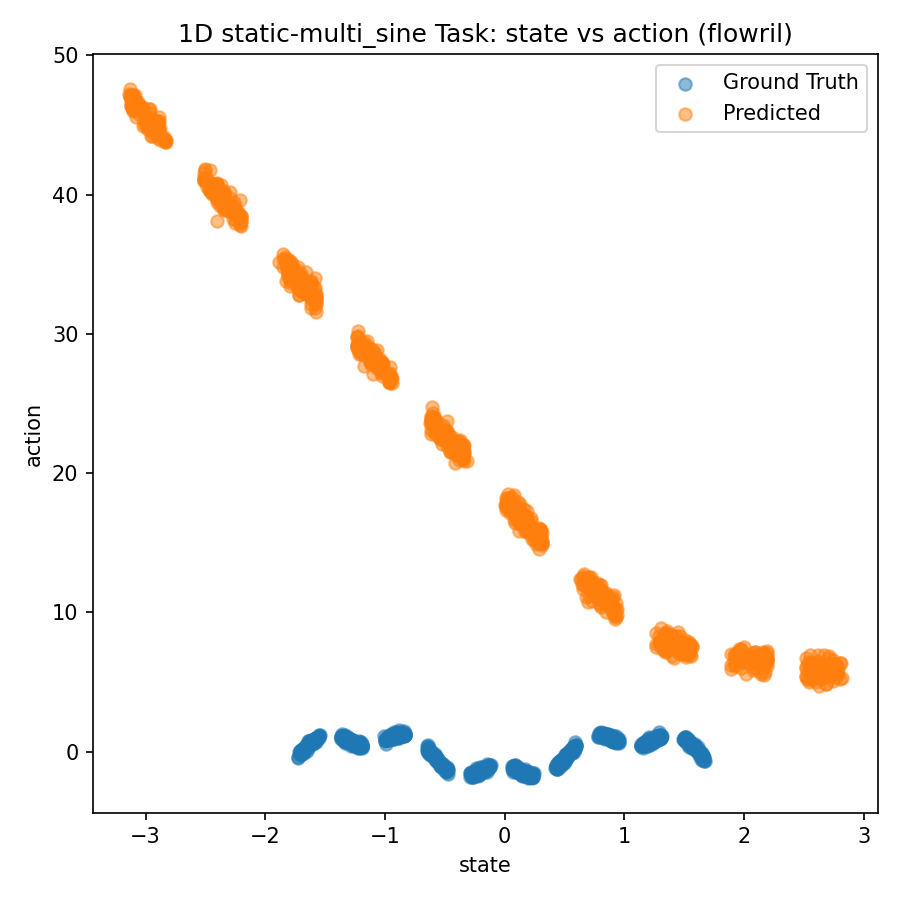 1D static-multi_sine Task: state vs action (flowril)
Ground Truth
Predicted
action
50
40
30
20
10
0
−3
−2
−1
0
1
2
3
state